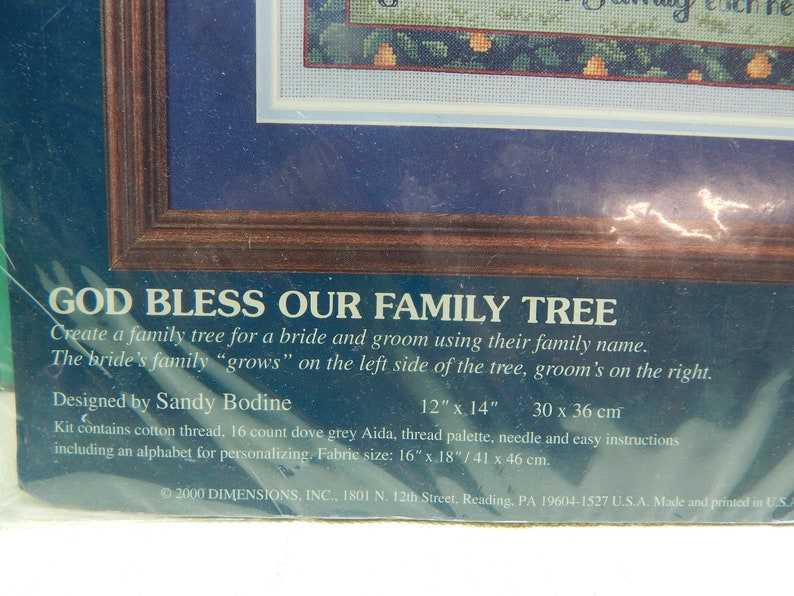 Family each ne
GOD BLESS OUR FAMILY TREE
Create a family tree for a bride and groom using their family name.
The bride's family “grows” on the left side of the tree, groom's on the right.
Designed by Sandy Bodine 12" x 14" 30 x 36 cm
Kit contains cotton thread, 16 count dove grey Aida, thread palette, needle and easy instructions
including an alphabet for personalizing. Fabric size: 16" x 18" / 41 x 46 cm.
© 2000 DIMENSIONS, INC., 1801 N. 12th Street, Reading, PA 19604-1527 U.S.A. Made and printed in U.S.A